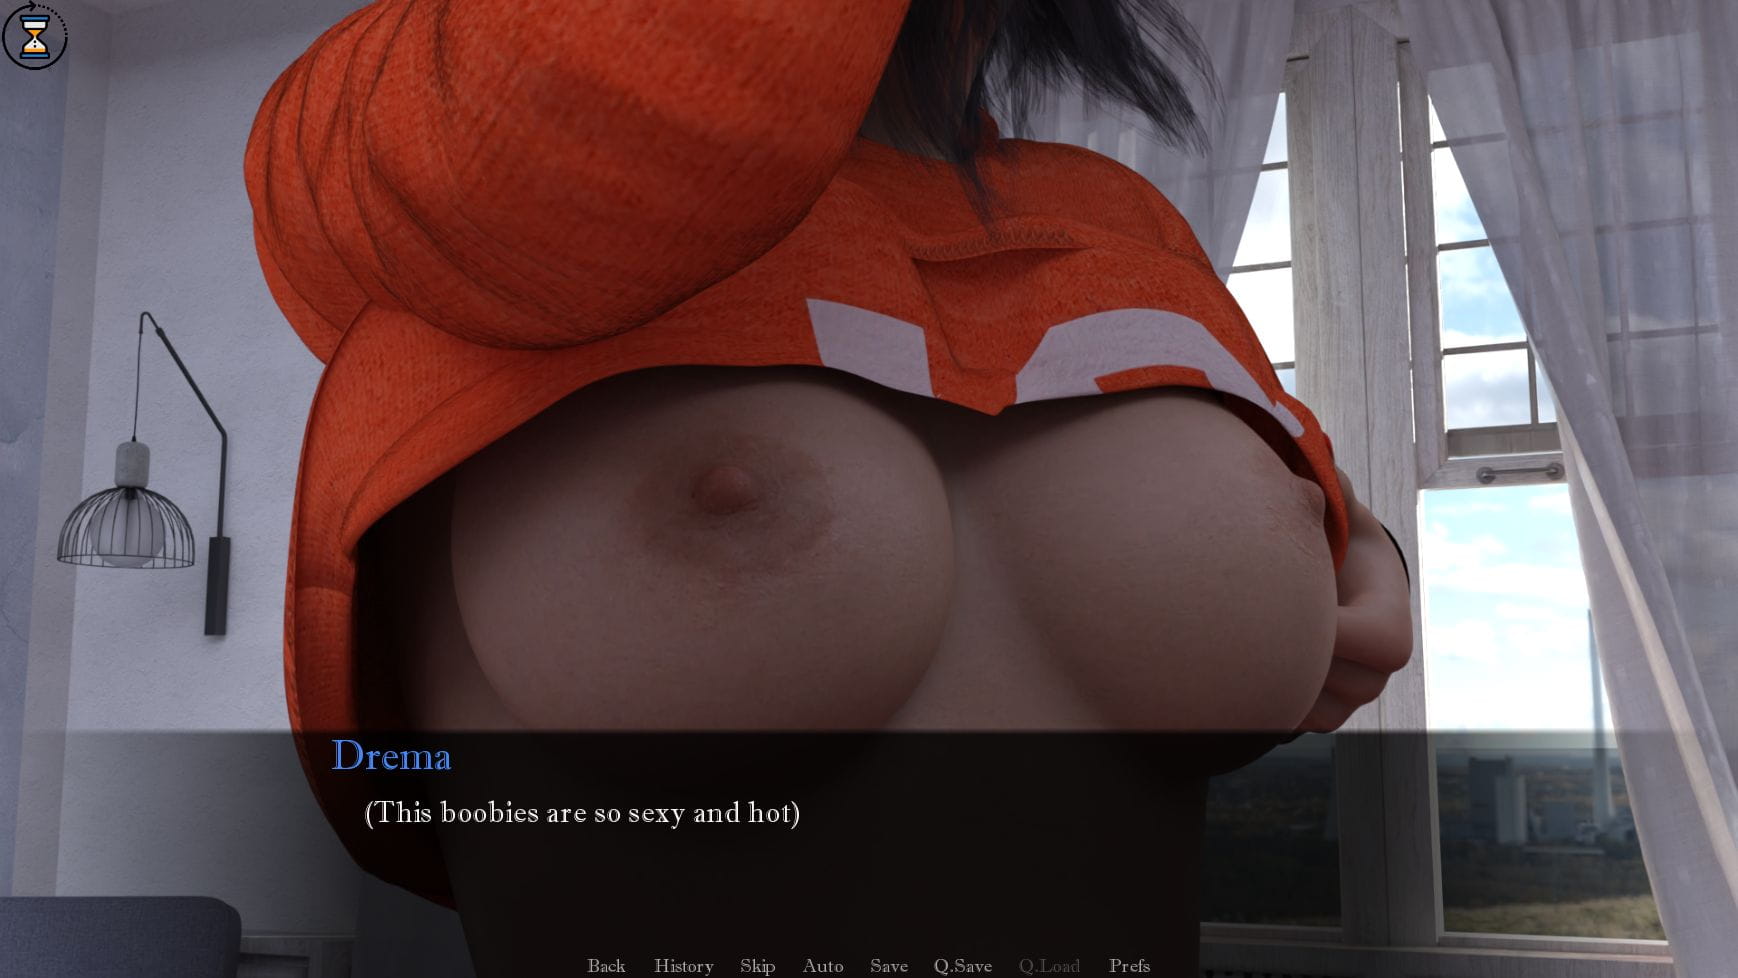 Drema
(This boobies are so sexy and hot)
Back History Skip Auto Save Q.Save Q.Load Prefs